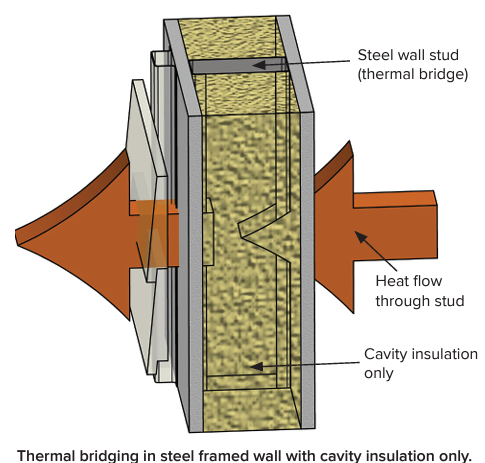 Steel wall stud
(thermal bridge)
Heat flow
through stud
Cavity insulation
only
Thermal bridging in steel framed wall with cavity insulation only.